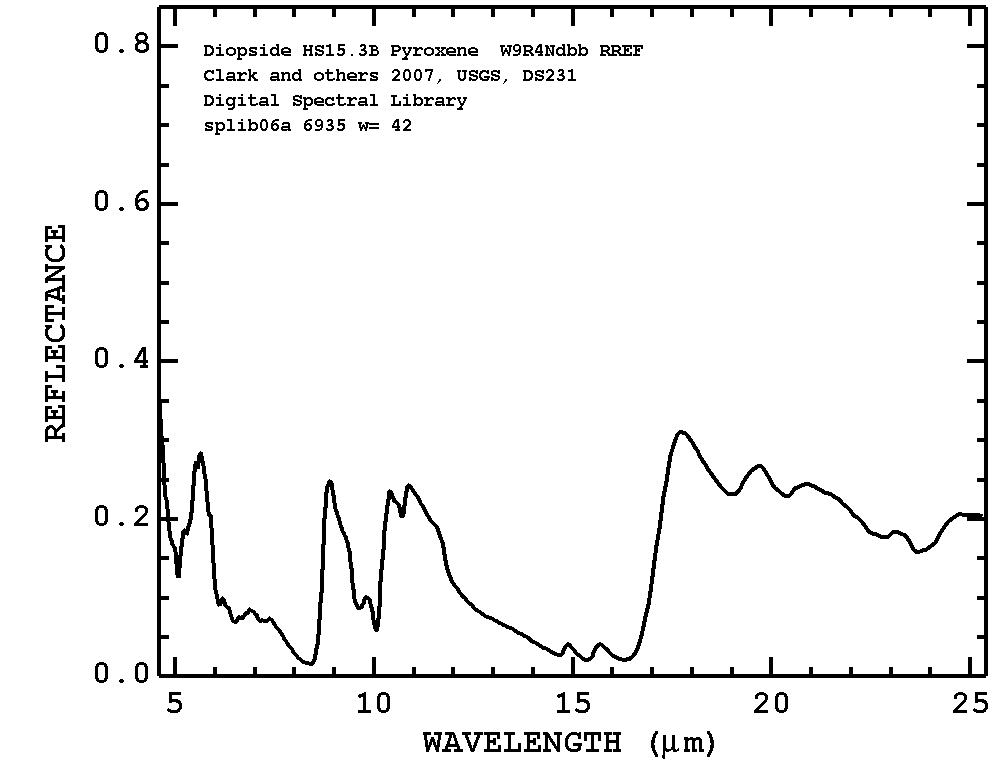 Diopside HS15.3B Pyroxene W9R4Ndbb RREF
Clark and others 2007, USGS, DS231
Digital Spectral Library
splib06a 6935 w= 42
0.8
0.6
0.4
0.2
0.0
REFLECTANCE
5 10 15 20 25
WAVELENGTH (μm)